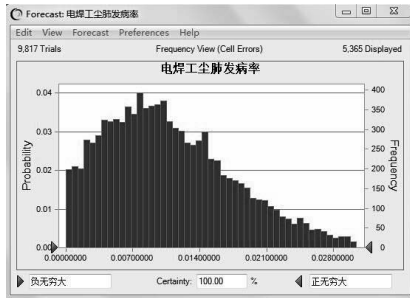 Forecast: 电焊工尘肺发病率
Edit View Forecast Preferences Help
9,817 Trials Frequency View (Cell Errors) 5,365 Displayed
电焊工尘肺发病率
0.04 400
350
0.03 300
250
0.02 200
150
0.01 100
50
0.00 0
Probability
Frequency
0.00000000 0.00700000 0.01400000 0.02100000 0.02800000
负无穷大 Certainty: 100.00 % 正无穷大